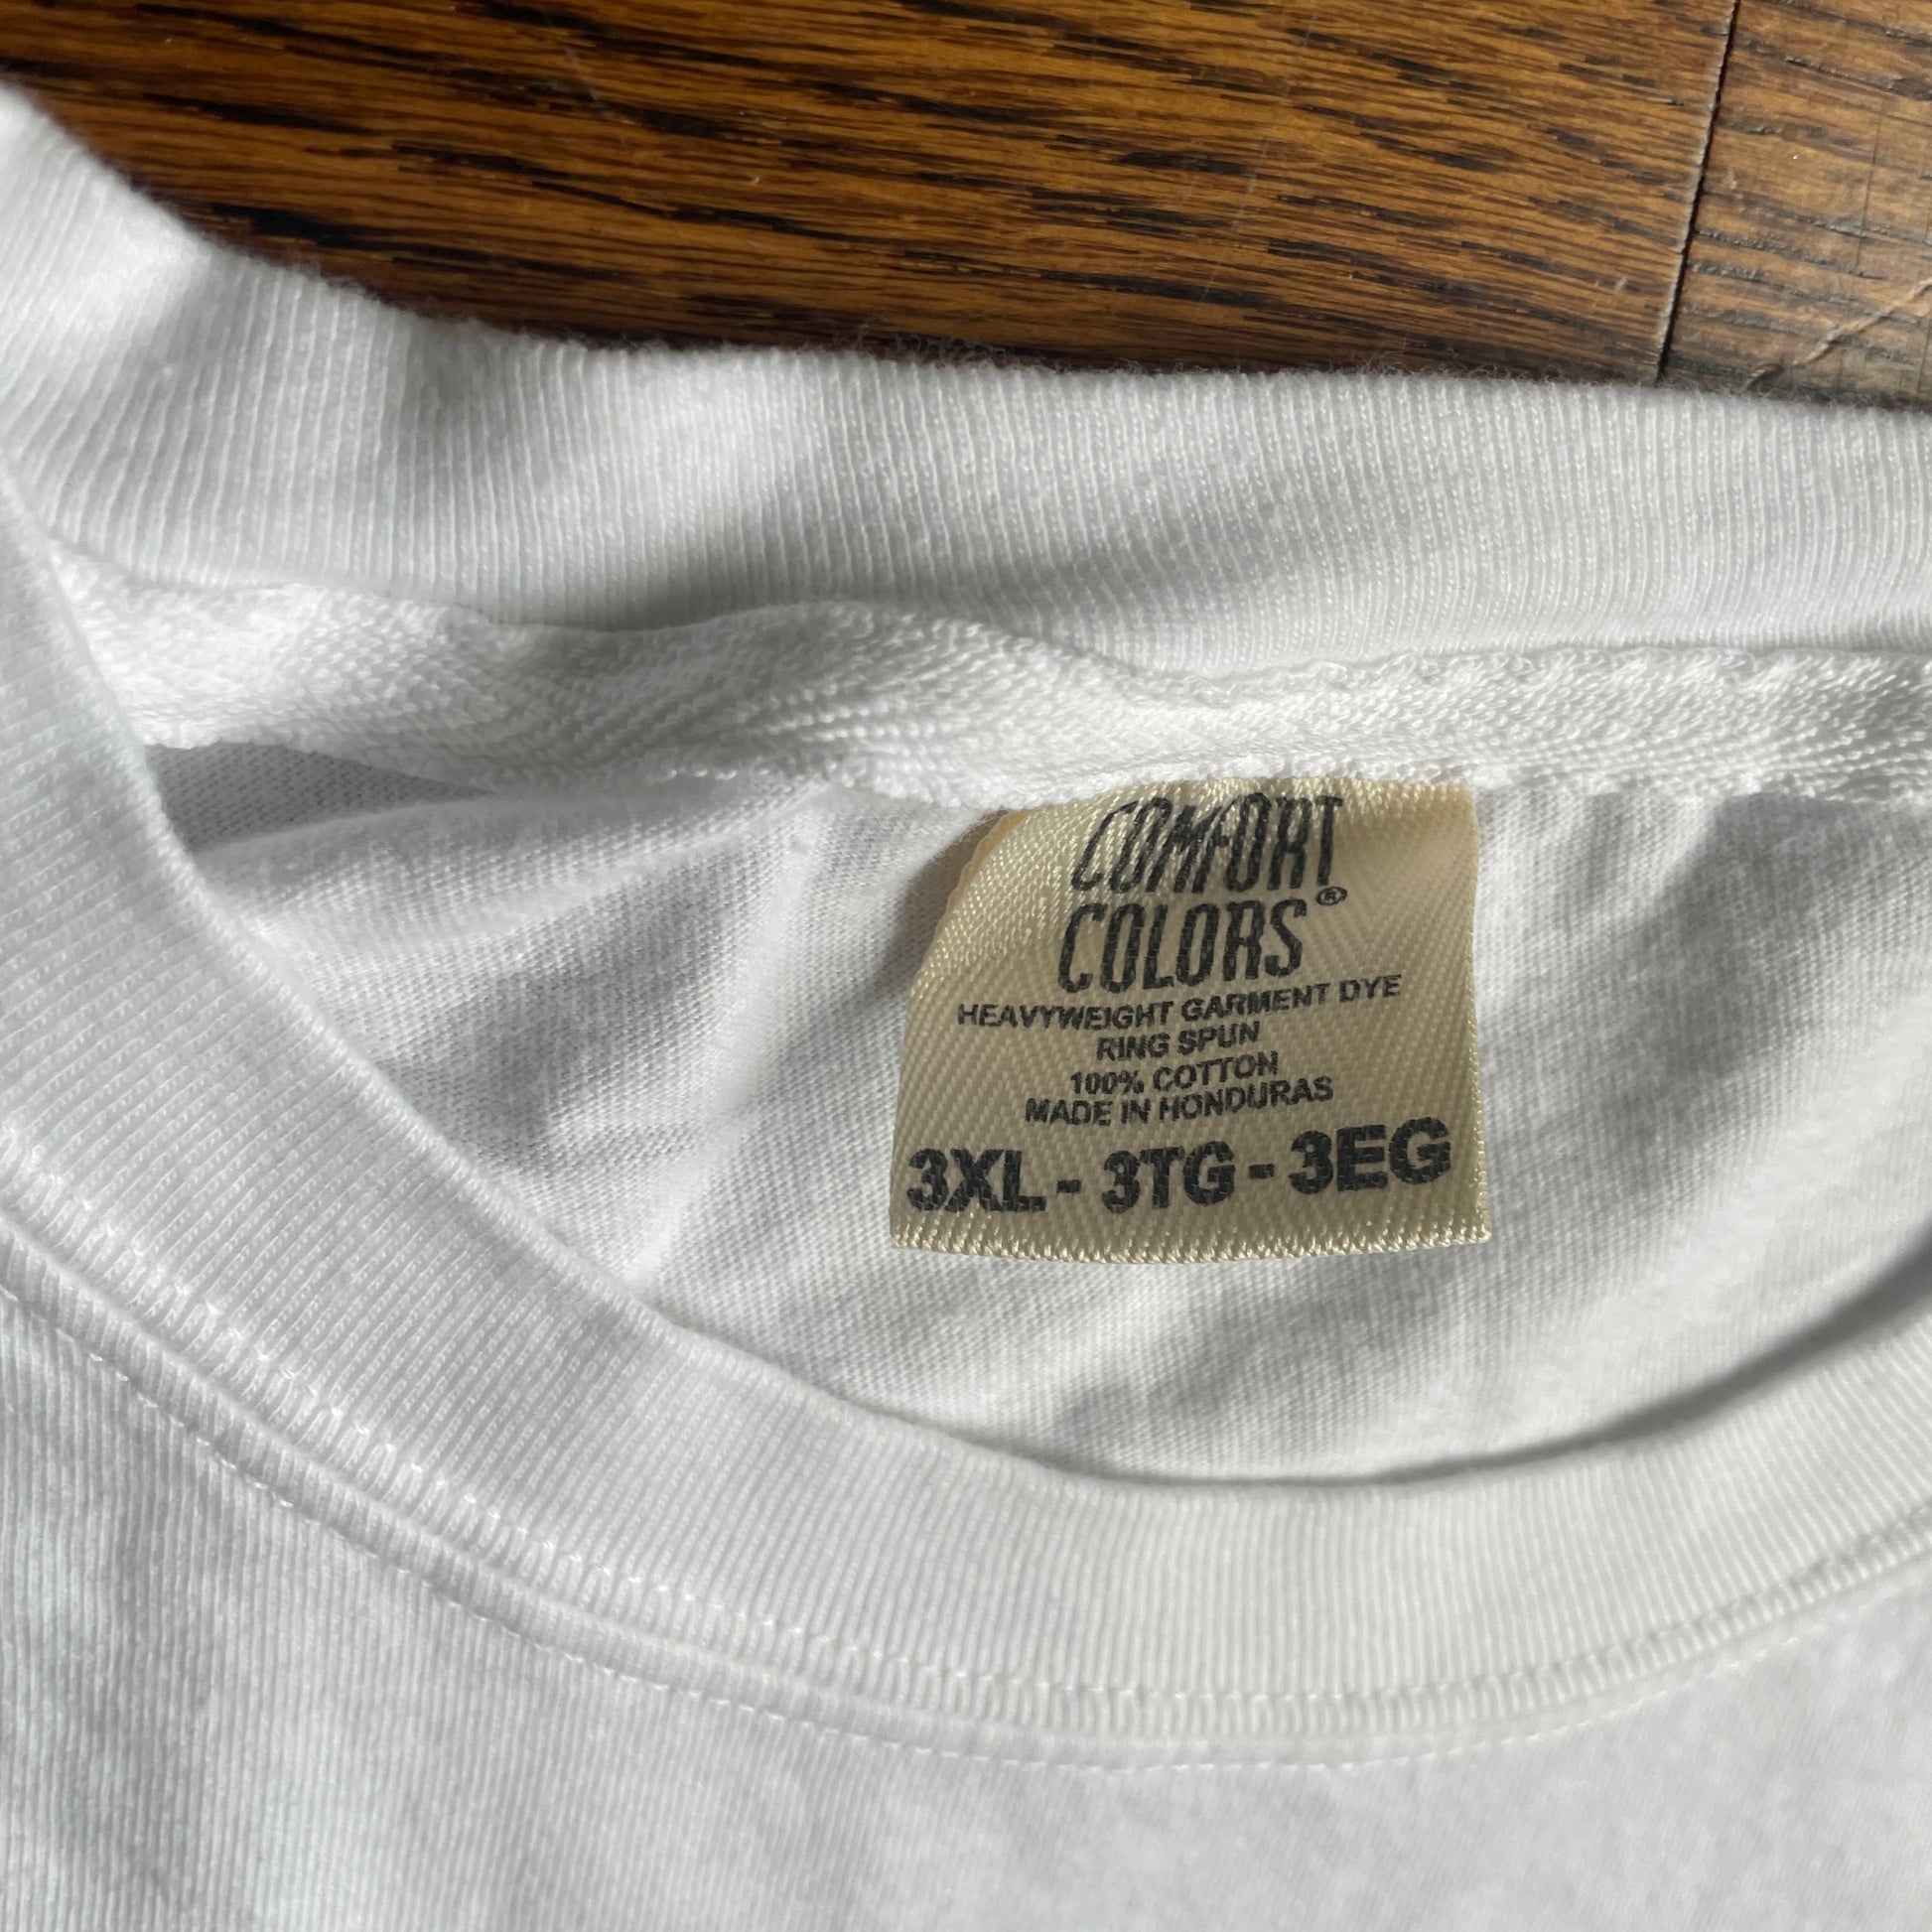 COMFORT
COLORS®
HEAVYWEIGHT GARMENT DYE
RING SPUN
100% COTTON
MADE IN HONDURAS
3XL - 3TG - 3EG